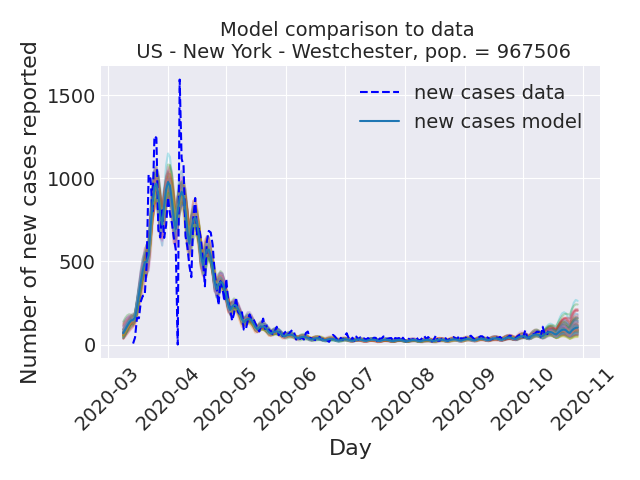 Model comparison to data
US - New York - Westchester, pop. = 967506
Number of new cases reported
1500
1000
500
0
new cases data
new cases model
2020-03
2020-04
2020-05
2020-06
2020-07
2020-08
2020-09
2020-10
2020-11
Day